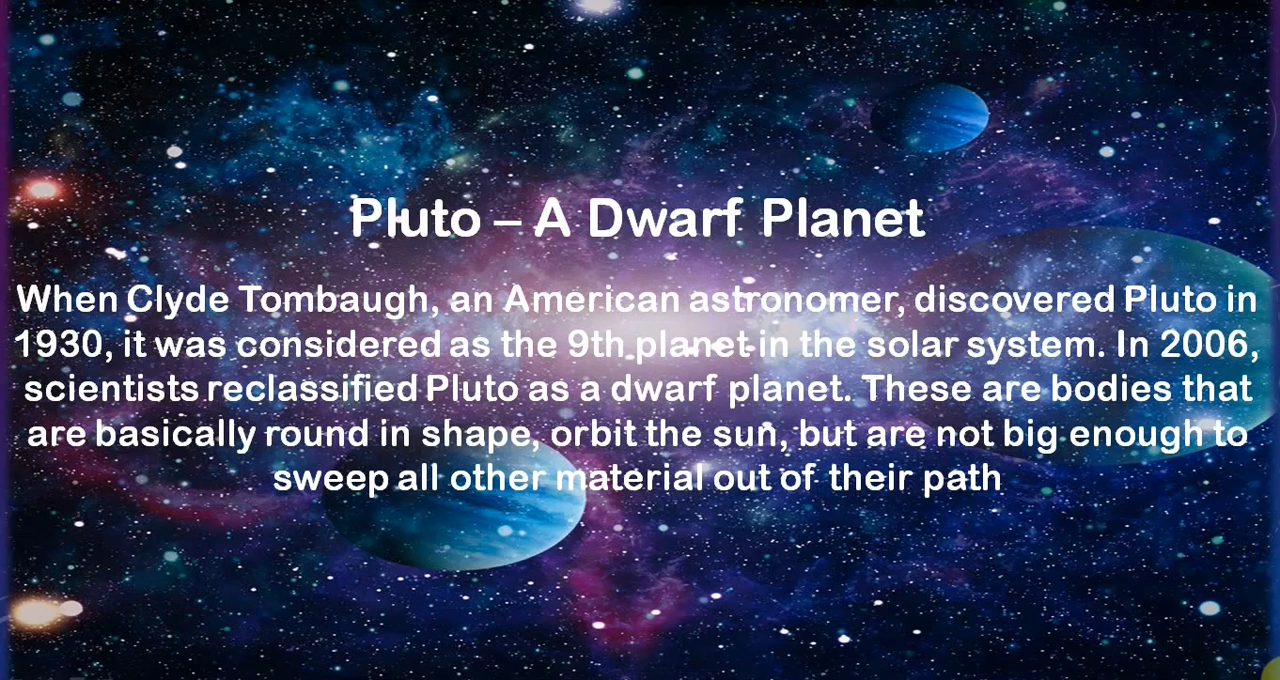 Pluto – A Dwarf Planet
When Clyde Tombaugh, an American astronomer, discovered Pluto in
1930, it was considered as the 9th planet in the solar system. In 2006,
scientists reclassified Pluto as a dwarf planet. These are bodies that
are basically round in shape, orbit the sun, but are not big enough to
sweep all other material out of their path